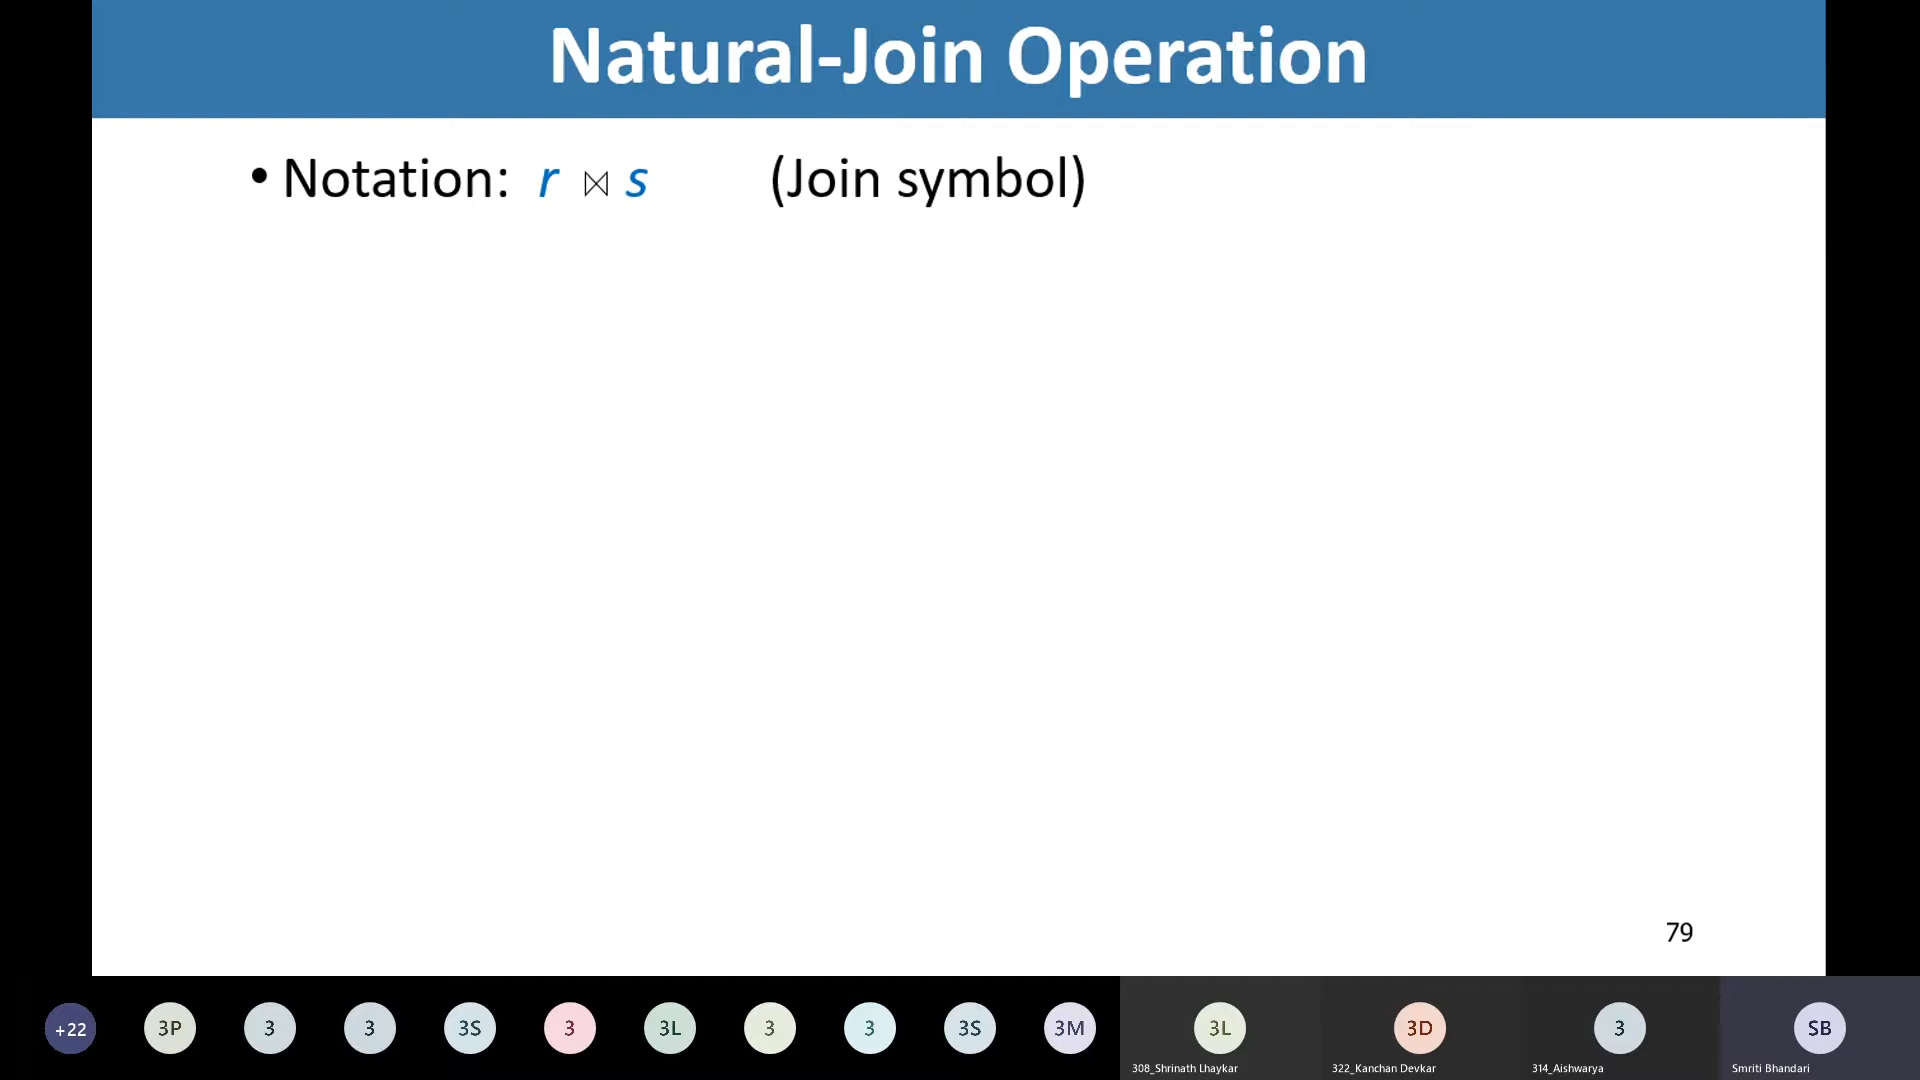 Natural-Join Operation
• Notation: r ⋈ s (Join symbol)
79
+22 3P 3 3 3S 3 3L 3 3 3S 3M 3L 3D 3 SB
308_Shrinath Lhaykar 322_Kanchan Devkar 314_Aishwarya Smriti Bhandari